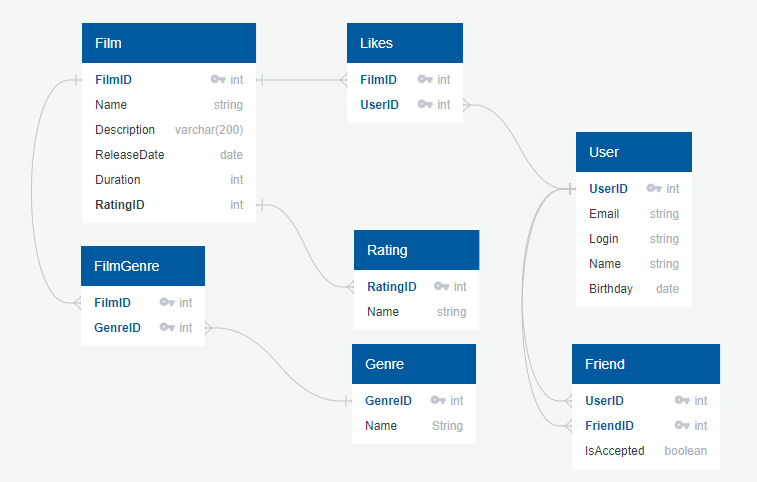 Film
FilmID int
Name string
Description varchar(200)
ReleaseDate date
Duration int
RatingID int
Likes
FilmID int
UserID int
User
UserID int
Email string
Login string
Name string
Birthday date
FilmGenre
FilmID int
GenreID int
Rating
RatingID int
Name string
Genre
GenreID int
Name String
Friend
UserID int
FriendID int
IsAccepted boolean